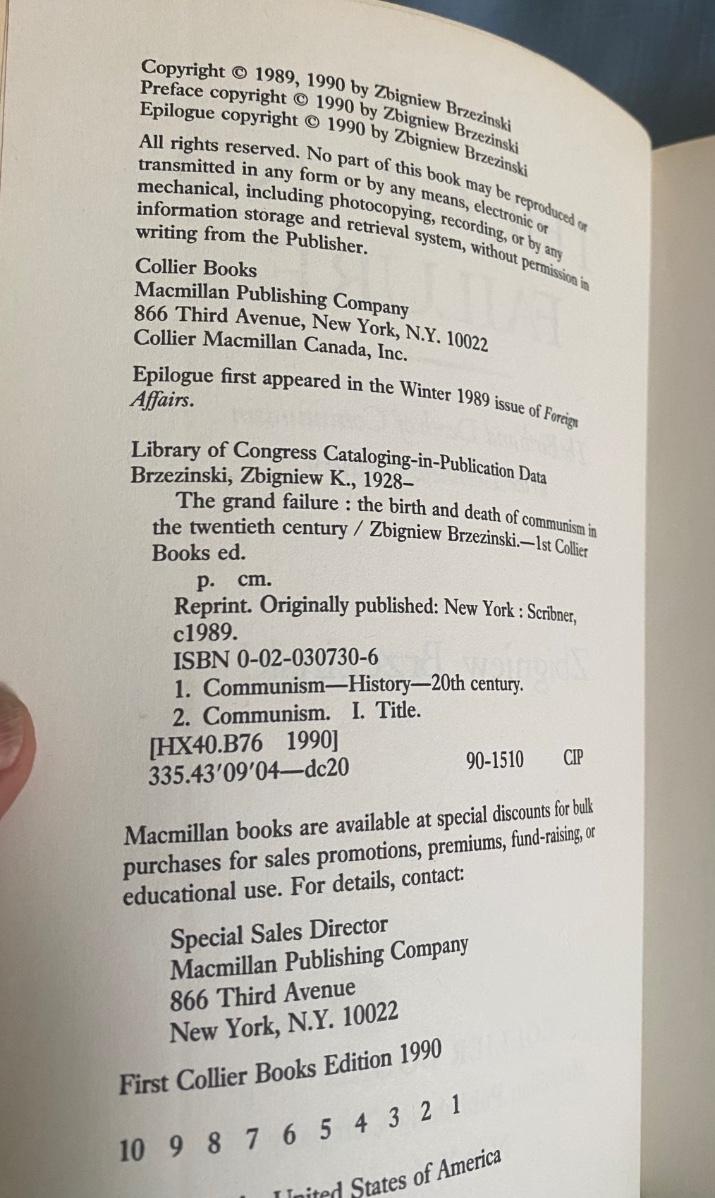 Copyright © 1989, 1990 by Zbigniew Brzezinski
Preface copyright © 1990 by Zbigniew Brzezinski
Epilogue copyright © 1990 by Zbigniew Brzezinski
All rights reserved. No part of this book may be reproduced or
transmitted in any form or by any means, electronic or
mechanical, including photocopying, recording, or by any
information storage and retrieval system, without permission in
writing from the Publisher.
Collier Books
Macmillan Publishing Company
866 Third Avenue, New York, N.Y. 10022
Collier Macmillan Canada, Inc.
Epilogue first appeared in the Winter 1989 issue of Foreign
Affairs.
Library of Congress Cataloging-in-Publication Data
Brzezinski, Zbigniew K., 1928–
The grand failure : the birth and death of communism in
the twentieth century / Zbigniew Brzezinski.—1st Collier
Books ed.
p. cm.
Reprint. Originally published: New York : Scribner,
c1989.
ISBN 0-02-030730-6
1. Communism—History—20th century.
2. Communism. I. Title.
[HX40.B76 1990]
335.43'09'04—dc20 90-1510 CIP
Macmillan books are available at special discounts for bulk
purchases for sales promotions, premiums, fund-raising, or
educational use. For details, contact:
Special Sales Director
Macmillan Publishing Company
866 Third Avenue
New York, N.Y. 10022
First Collier Books Edition 1990
10 9 8 7 6 5 4 3 2 1
United States of America